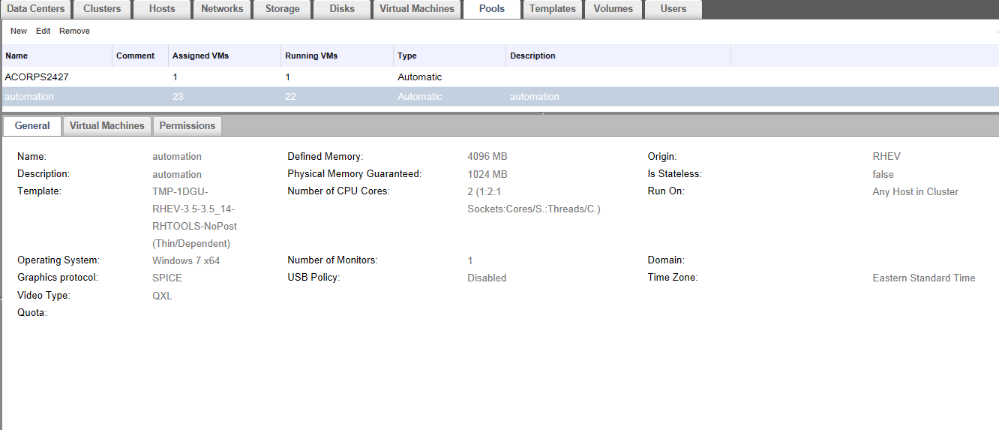 Data Centers Clusters Hosts Networks Storage Disks Virtual Machines Pools Templates Volumes Users
New Edit Remove
Name Comment Assigned VMs Running VMs Type Description
ACORPS2427 1 1 Automatic
automation 23 22 Automatic automation
General Virtual Machines Permissions
Name: automation Defined Memory: 4096 MB Origin: RHEV
Description: automation Physical Memory Guaranteed: 1024 MB Is Stateless: false
Template: TMP-1DGU- Number of CPU Cores: 2 (1:2:1 Run On: Any Host in Cluster
RHEV-3.5-3.5_14- Sockets:Cores/S.:Threads/C.)
RHTOOLS-NoPost
(Thin/Dependent)
Operating System: Windows 7 x64 Number of Monitors: 1 Domain:
Graphics protocol: SPICE USB Policy: Disabled Time Zone: Eastern Standard Time
Video Type: QXL
Quota: